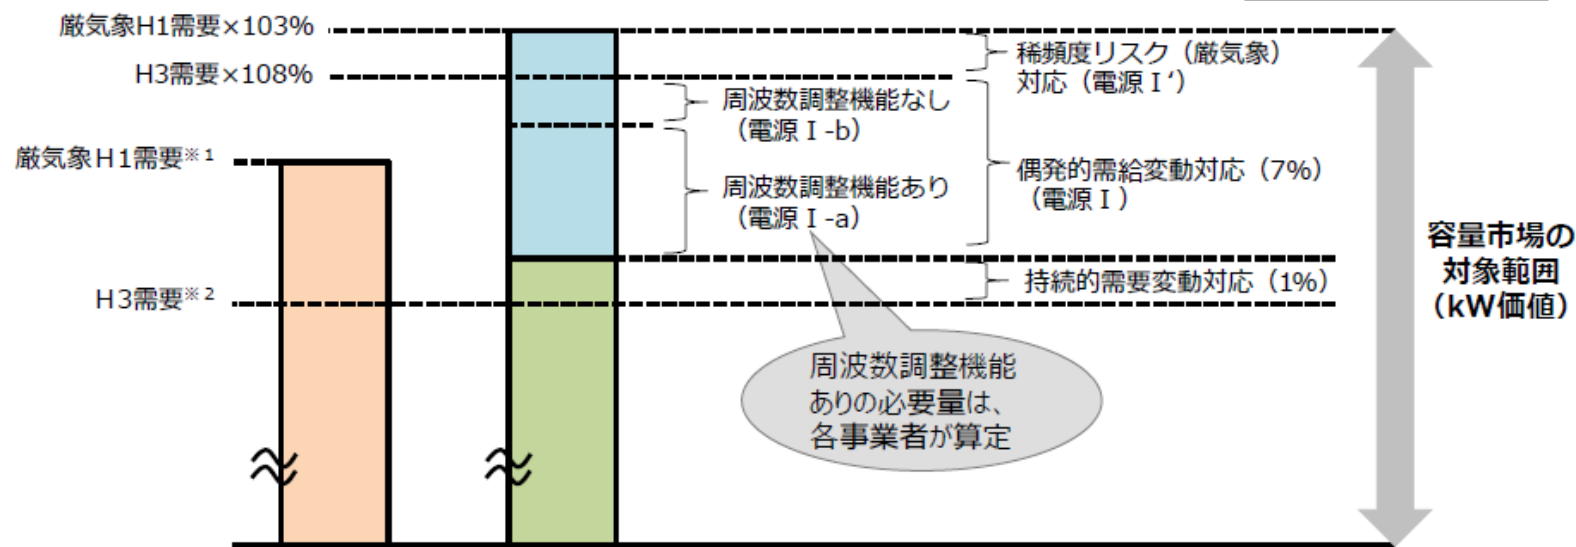 厳気象H1需要×103%
H3需要×108%
厳気象H1需要※1
H3需要※2
周波数調整機能なし
（電源Ⅰ-b）
周波数調整機能あり
（電源Ⅰ-a）
稀頻度リスク（厳気象）
対応（電源Ⅰ‘）
偶発的需給変動対応（7%）
（電源Ⅰ）
持続的需要変動対応（1%）
周波数調整機能
ありの必要量は、
各事業者が算定
容量市場の
対象範囲
（kW価値）